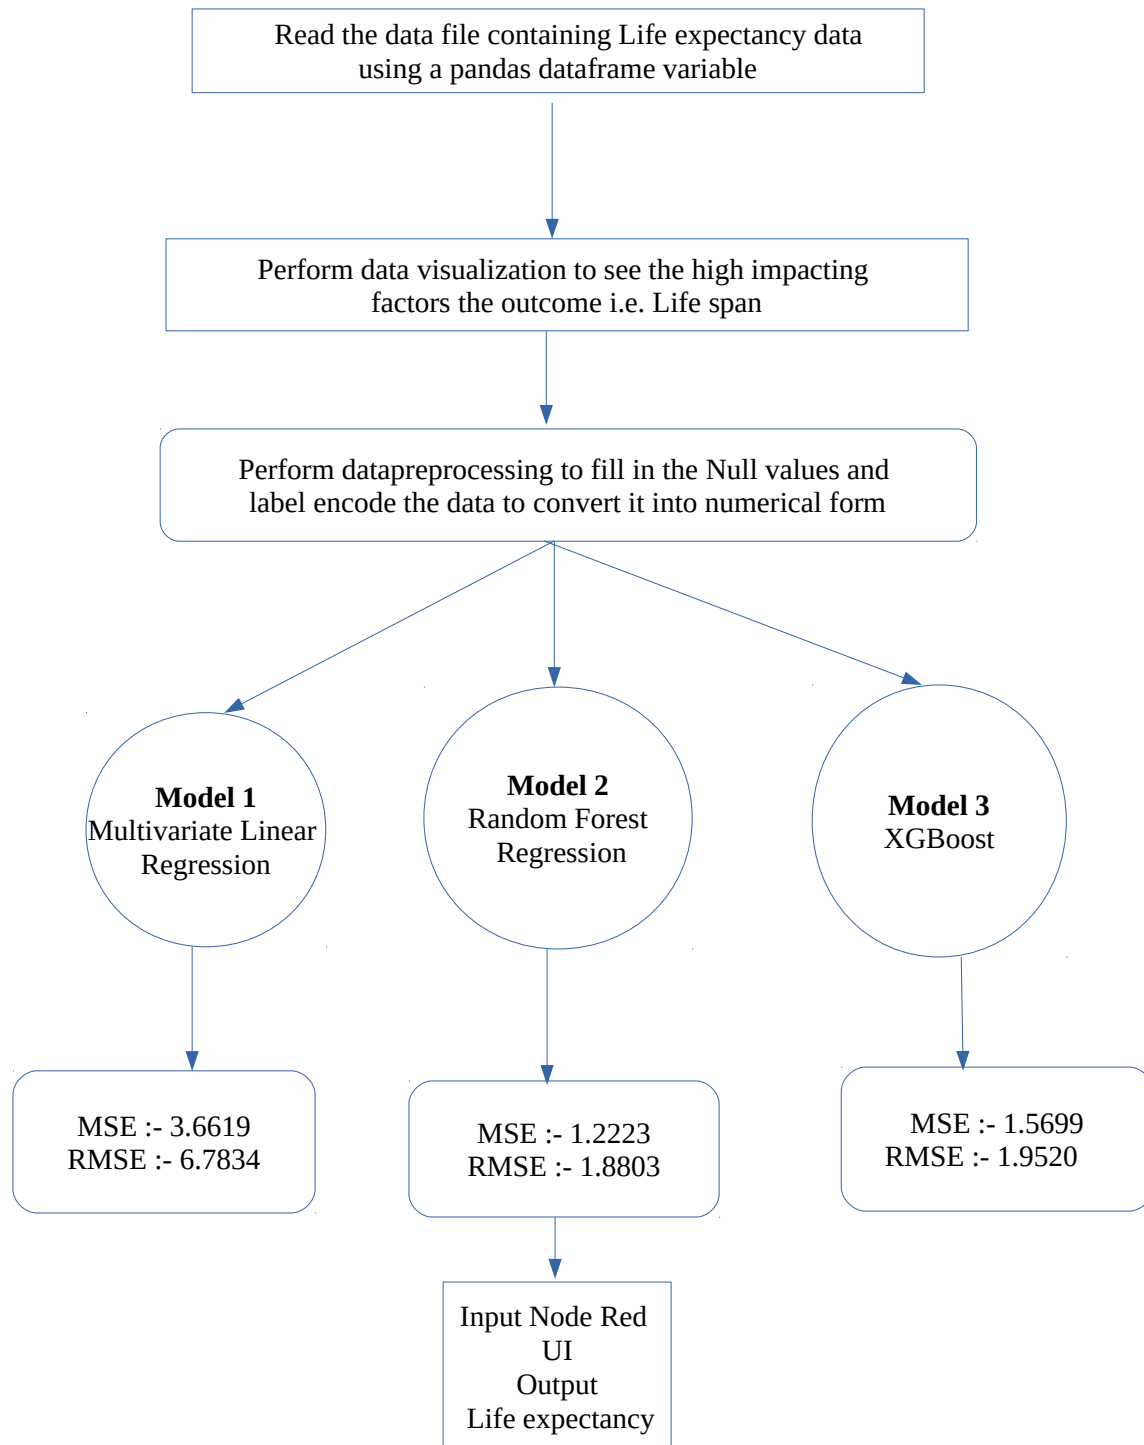 Read the data file containing Life expectancy data
using a pandas dataframe variable
Perform data visualization to see the high impacting
factors the outcome i.e. Life span
Perform datapreprocessing to fill in the Null values and
label encode the data to convert it into numerical form
Model 1
Multivariate Linear
Regression
Model 2
Random Forest
Regression
Model 3
XGBoost
MSE :- 3.6619
RMSE :- 6.7834
MSE :- 1.2223
RMSE :- 1.8803
MSE :- 1.5699
RMSE :- 1.9520
Input Node Red
UI
Output
Life expectancy